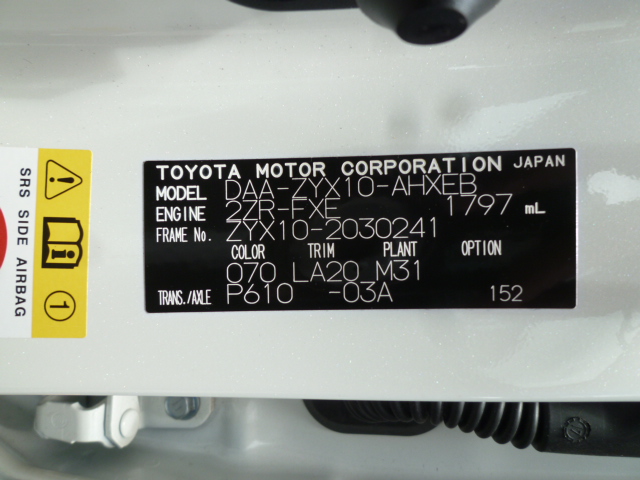 TOYOTA MOTOR CORPORATION JAPAN
MODEL DAA-ZYX10-AHXEB
ENGINE 2ZR-FXE 1797 mL
FRAME No. ZYX10-2030241
COLOR TRIM PLANT OPTION
070 LA20 M31
TRANS./AXLE P610 -03A 152
SRS SIDE AIRBAG
i
1